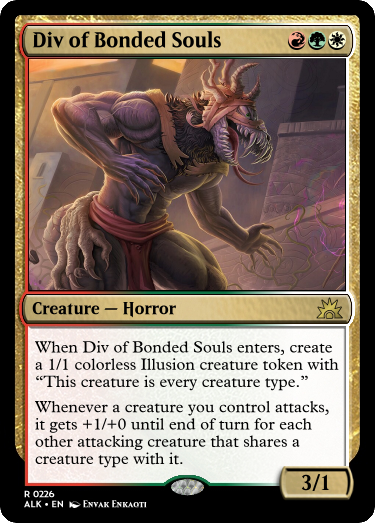 Div of Bonded Souls
Creature — Horror
When Div of Bonded Souls enters, create
a 1/1 colorless Illusion creature token with
“This creature is every creature type.”
Whenever a creature you control attacks,
it gets +1/+0 until end of turn for each
other attacking creature that shares a
creature type with it.
3/1
R 0226
ALK • EN Envak Enkaoti